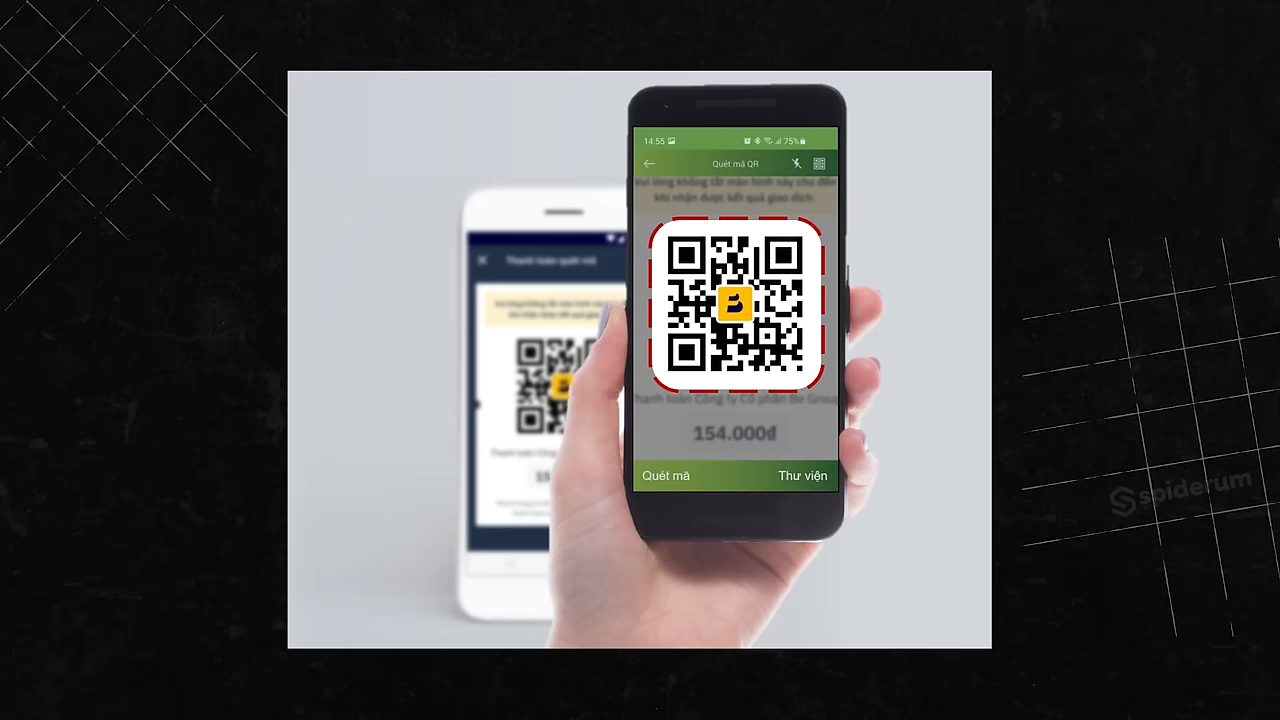 14:55
75%
Quét mã QR
Vui lòng không tắt màn hình này cho đến
khi nhận được kết quả giao dịch.
Thanh toán Công ty Cổ phần Be Group
154.000đ
Quét mã
Thư viện
Thanh toán quét mã
spiderum